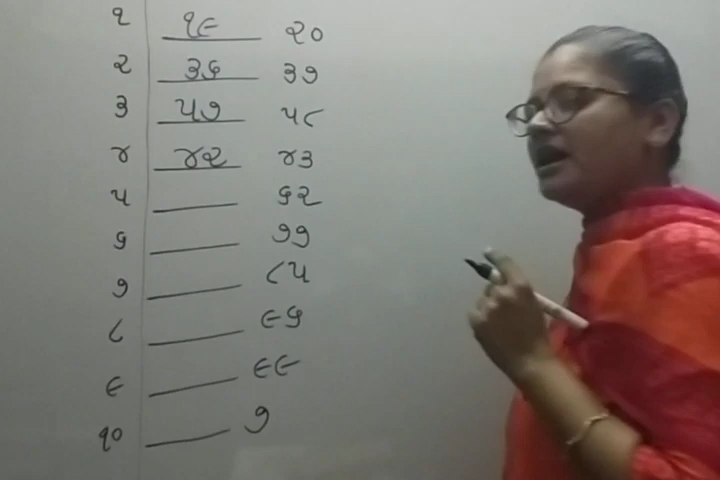 ૧ ૧૯ ૨૦
૨ ૩૬ ૩૭
૩ ૫૭ ૫૮
૪ ૪૨ ૪૩
૫ ____ ૬૨
૬ ____ ૭૭
૭ ____ ૮૫
૮ ____ ૯૬
૯ ____ ૯૯
૧૦ ____ ૭